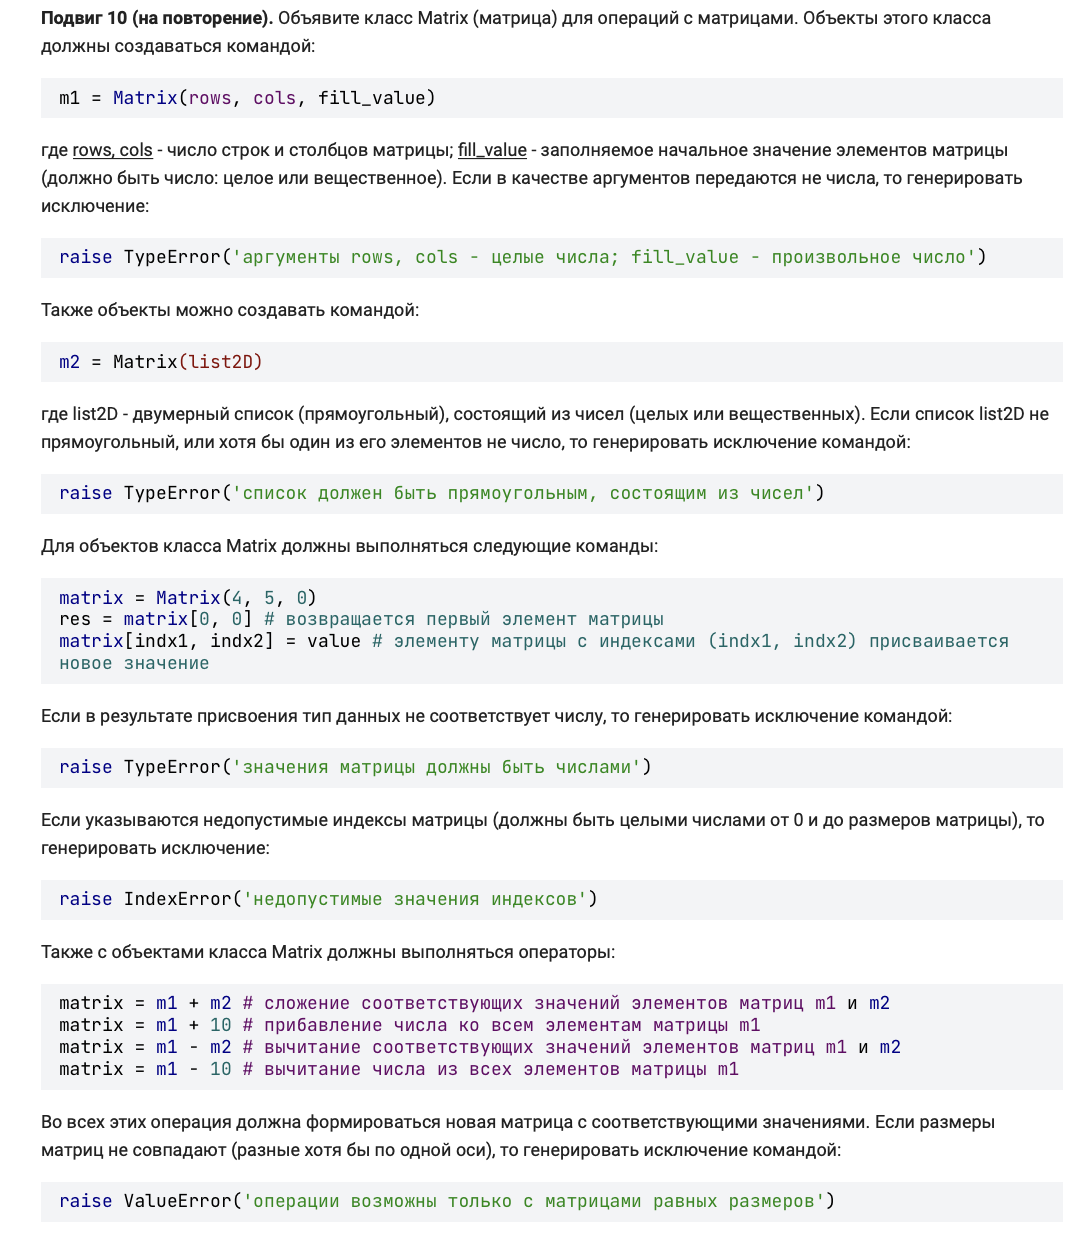 Подвиг 10 (на повторение). Объявите класс Matrix (матрица) для операций с матрицами. Объекты этого класса
должны создаваться командой:
m1 = Matrix(rows, cols, fill_value)
где rows, cols - число строк и столбцов матрицы; fill_value - заполняемое начальное значение элементов матрицы
(должно быть число: целое или вещественное). Если в качестве аргументов передаются не числа, то генерировать
исключение:
raise TypeError('аргументы rows, cols - целые числа; fill_value - произвольное число')
Также объекты можно создавать командой:
m2 = Matrix(list2D)
где list2D - двумерный список (прямоугольный), состоящий из чисел (целых или вещественных). Если список list2D не
прямоугольный, или хотя бы один из его элементов не число, то генерировать исключение командой:
raise TypeError('список должен быть прямоугольным, состоящим из чисел')
Для объектов класса Matrix должны выполняться следующие команды:
matrix = Matrix(4, 5, 0)
res = matrix[0, 0] # возвращается первый элемент матрицы
matrix[indx1, indx2] = value # элементу матрицы с индексами (indx1, indx2) присваивается
новое значение
Если в результате присвоения тип данных не соответствует числу, то генерировать исключение командой:
raise TypeError('значения матрицы должны быть числами')
Если указываются недопустимые индексы матрицы (должны быть целыми числами от 0 и до размеров матрицы), то
генерировать исключение:
raise IndexError('недопустимые значения индексов')
Также с объектами класса Matrix должны выполняться операторы:
matrix = m1 + m2 # сложение соответствующих значений элементов матриц m1 и m2
matrix = m1 + 10 # прибавление числа ко всем элементам матрицы m1
matrix = m1 - m2 # вычитание соответствующих значений элементов матриц m1 и m2
matrix = m1 - 10 # вычитание числа из всех элементов матрицы m1
Во всех этих операция должна формироваться новая матрица с соответствующими значениями. Если размеры
матриц не совпадают (разные хотя бы по одной оси), то генерировать исключение командой:
raise ValueError('операции возможны только с матрицами равных размеров')